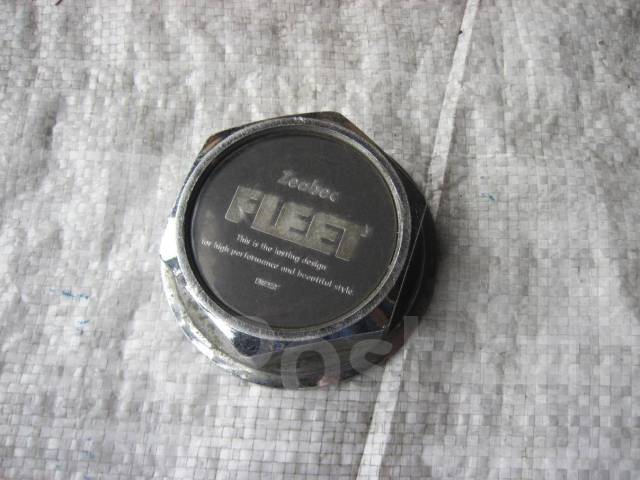 Zeabec
FLEET
This is the lasting design
for high performance and beautiful style.